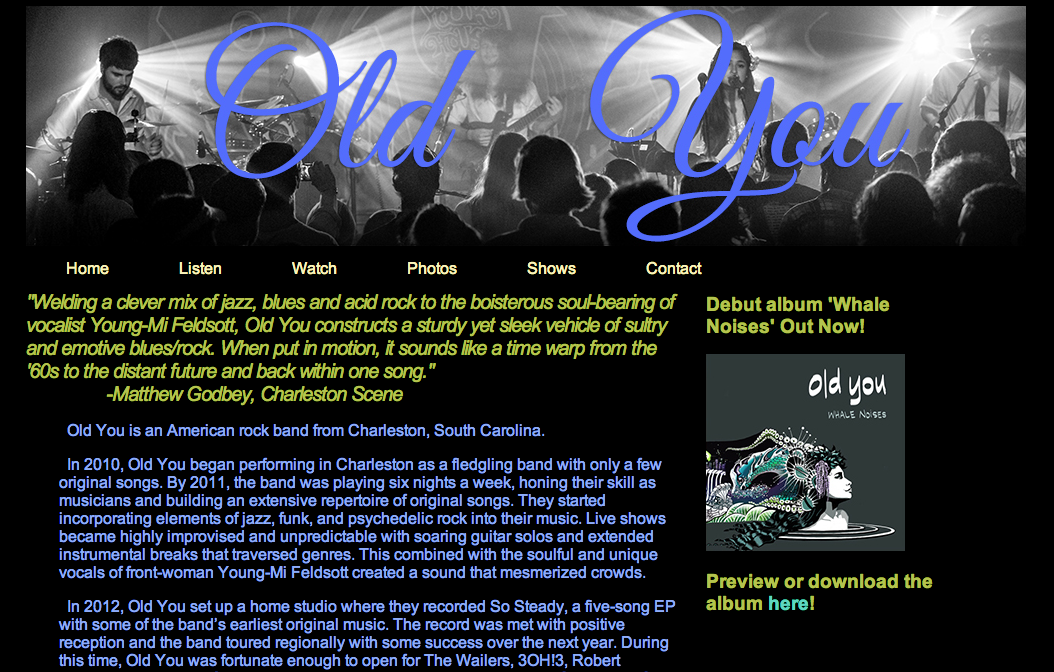 Old You
Home Listen Watch Photos Shows Contact
"Welding a clever mix of jazz, blues and acid rock to the boisterous soul-bearing of
vocalist Young-Mi Feldsott, Old You constructs a sturdy yet sleek vehicle of sultry
and emotive blues/rock. When put in motion, it sounds like a time warp from the
'60s to the distant future and back within one song."
-Matthew Godbey, Charleston Scene
Old You is an American rock band from Charleston, South Carolina.
In 2010, Old You began performing in Charleston as a fledgling band with only a few
original songs. By 2011, the band was playing six nights a week, honing their skill as
musicians and building an extensive repertoire of original songs. They started
incorporating elements of jazz, funk, and psychedelic rock into their music. Live shows
became highly improvised and unpredictable with soaring guitar solos and extended
instrumental breaks that traversed genres. This combined with the soulful and unique
vocals of front-woman Young-Mi Feldsott created a sound that mesmerized crowds.
In 2012, Old You set up a home studio where they recorded So Steady, a five-song EP
with some of the band's earliest original music. The record was met with positive
reception and the band toured regionally with some success over the next year. During
this time, Old You was fortunate enough to open for The Wailers, 3OH!3, Robert
Debut album 'Whale
Noises' Out Now!
old you
WHALE NOISES
Preview or download the
album here!